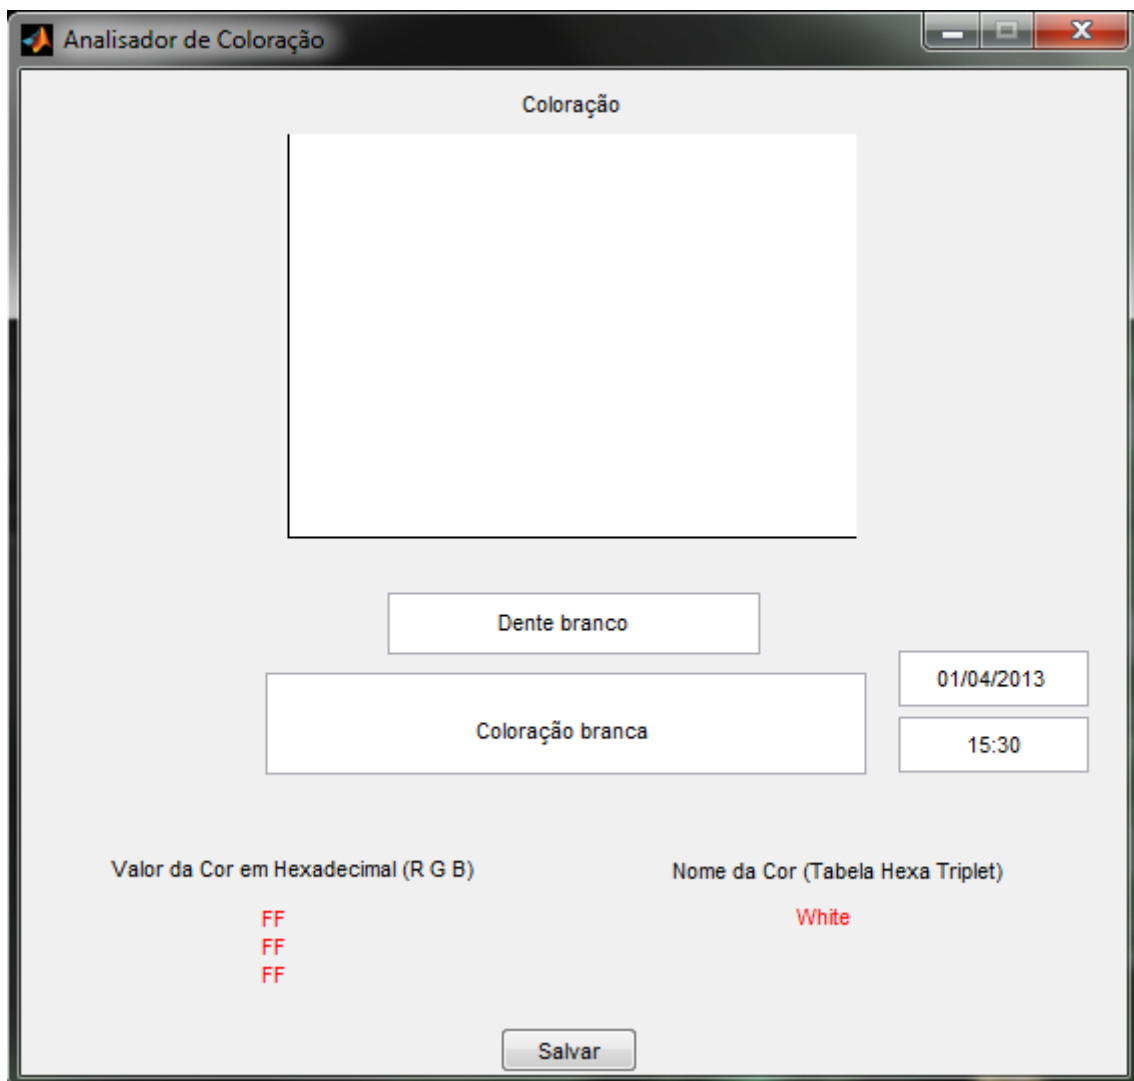 Analisador de Coloração
Coloração
Dente branco
Coloração branca
01/04/2013
15:30
Valor da Cor em Hexadecimal (R G B)
FF
FF
FF
Nome da Cor (Tabela Hexa Triplet)
White
Salvar